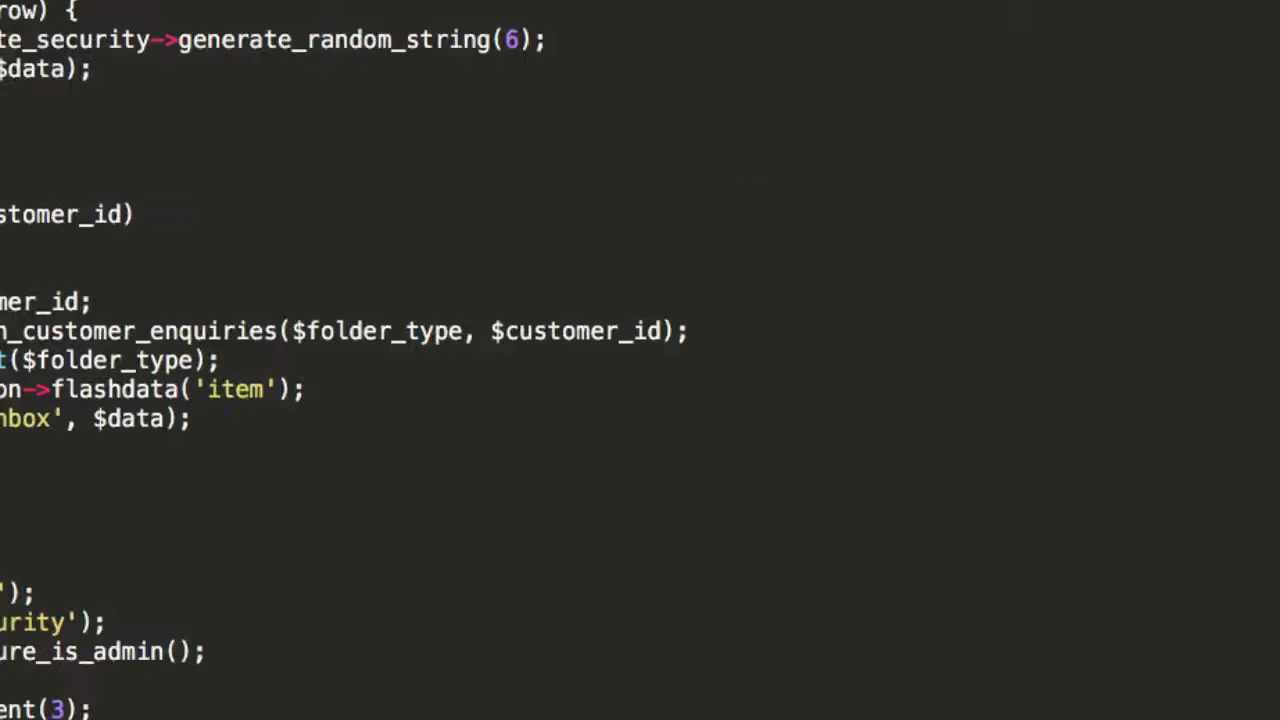 row) {
te_security->generate_random_string(6);
$data);
stomer_id)
mer_id;
n_customer_enquiries($folder_type, $customer_id);
t($folder_type);
on->flashdata('item');
nbox', $data);
');
urity');
ure_is_admin();
ent(3);